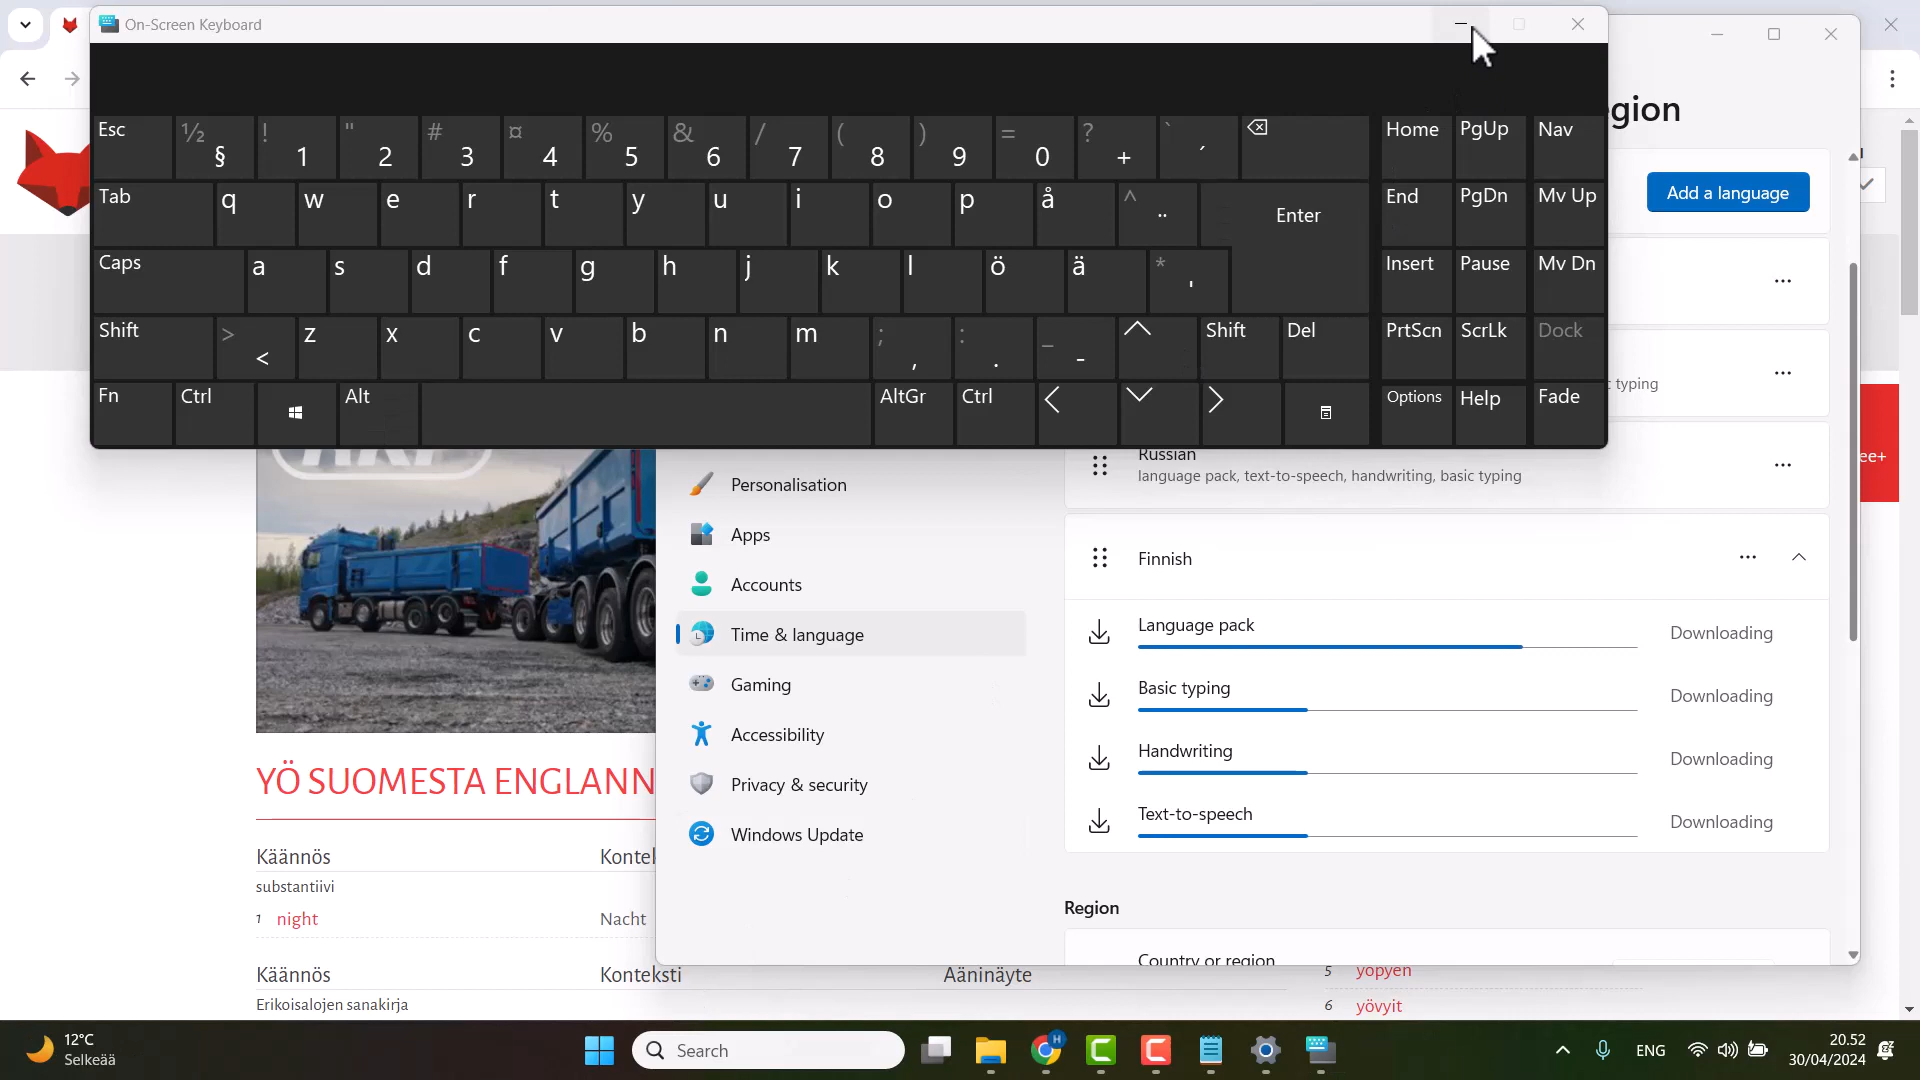 On-Screen Keyboard
Esc ½ § ! 1 " 2 # 3 ¤ 4 % 5 & 6 / 7 ( 8 ) 9 = 0 ? + ` ´ Home PgUp Nav
Tab q w e r t y u i o p å ^ ¨ Enter End PgDn Mv Up
Caps a s d f g h j k l ö ä * ' Insert Pause Mv Dn
Shift > < z x c v b n m ; , : . _ - Shift Del PrtScn ScrLk Dock
Fn Ctrl Alt AltGr Ctrl Options Help Fade
gion
Add a language
typing
Russian
language pack, text-to-speech, handwriting, basic typing
ee+
Personalisation
Apps
Accounts
Time & language
Gaming
Accessibility
Privacy & security
Windows Update
Finnish
Language pack
Downloading
Basic typing
Downloading
Handwriting
Downloading
Text-to-speech
Downloading
Region
Country or region
YÖ SUOMESTA ENGLANN
Käännös Kontek
substantiivi
1 night Nacht
Käännös Konteksti Ääninäyte
Erikoisalojen sanakirja
5 yöpyen
6 yövyit
12°C
Selkeää
Search
H
ENG
20.52
30/04/2024